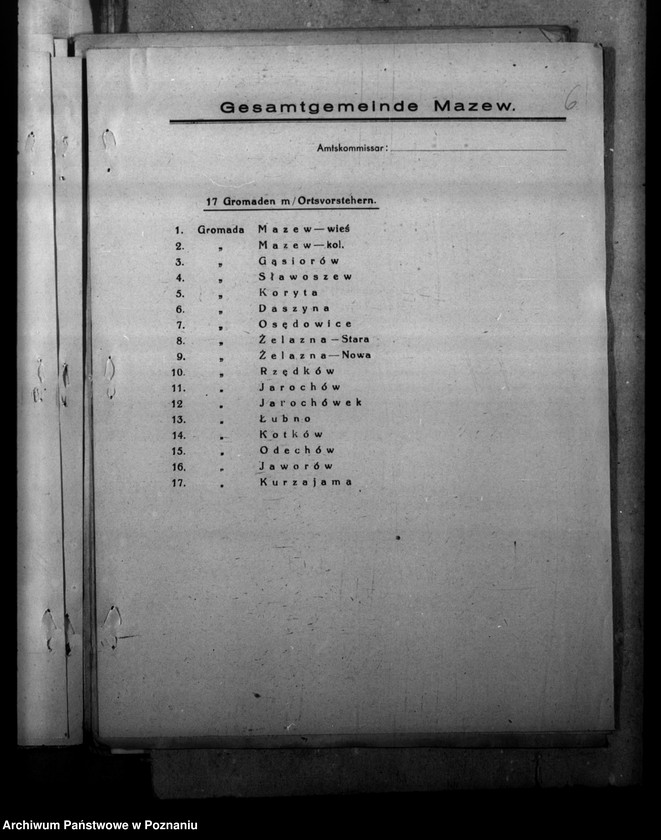 6
Gesamtgemeinde Mazew.
Amtskommissar:
17 Gromaden m/Ortsvorstehern.
1. Gromada Mazew—wieś
2. „ Mazew—kol.
3. „ Gąsiorów
4. „ Sławoszew
5. „ Koryta
6. „ Daszyna
7. „ Osędowice
8. „ Żelazna—Stara
9. „ Żelazna—Nowa
10. „ Rzędków
11. „ Jarochów
12 „ Jarochówek
13. „ Łubno
14. „ Kotków
15. „ Odechów
16. „ Jaworów
17. „ Kurzajama
Archiwum Państwowe w Poznaniu